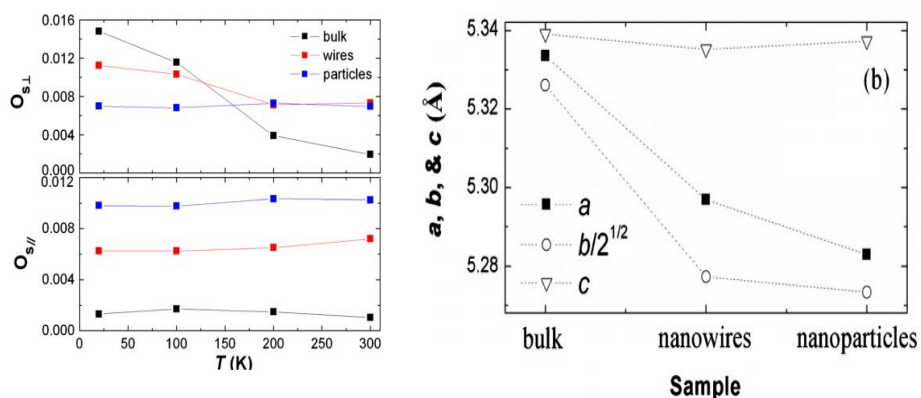 0.016
0.012
0.008
0.004
0.000
O_{s⊥}
bulk
wires
particles
0.012
0.008
0.004
0.000
O_{s//}
0 50 100 150 200 250 300
T (K)
5.34
5.32
5.30
5.28
a, b, & c (Å)
(b)
a
b/2^{1/2}
c
bulk nanowires nanoparticles
Sample